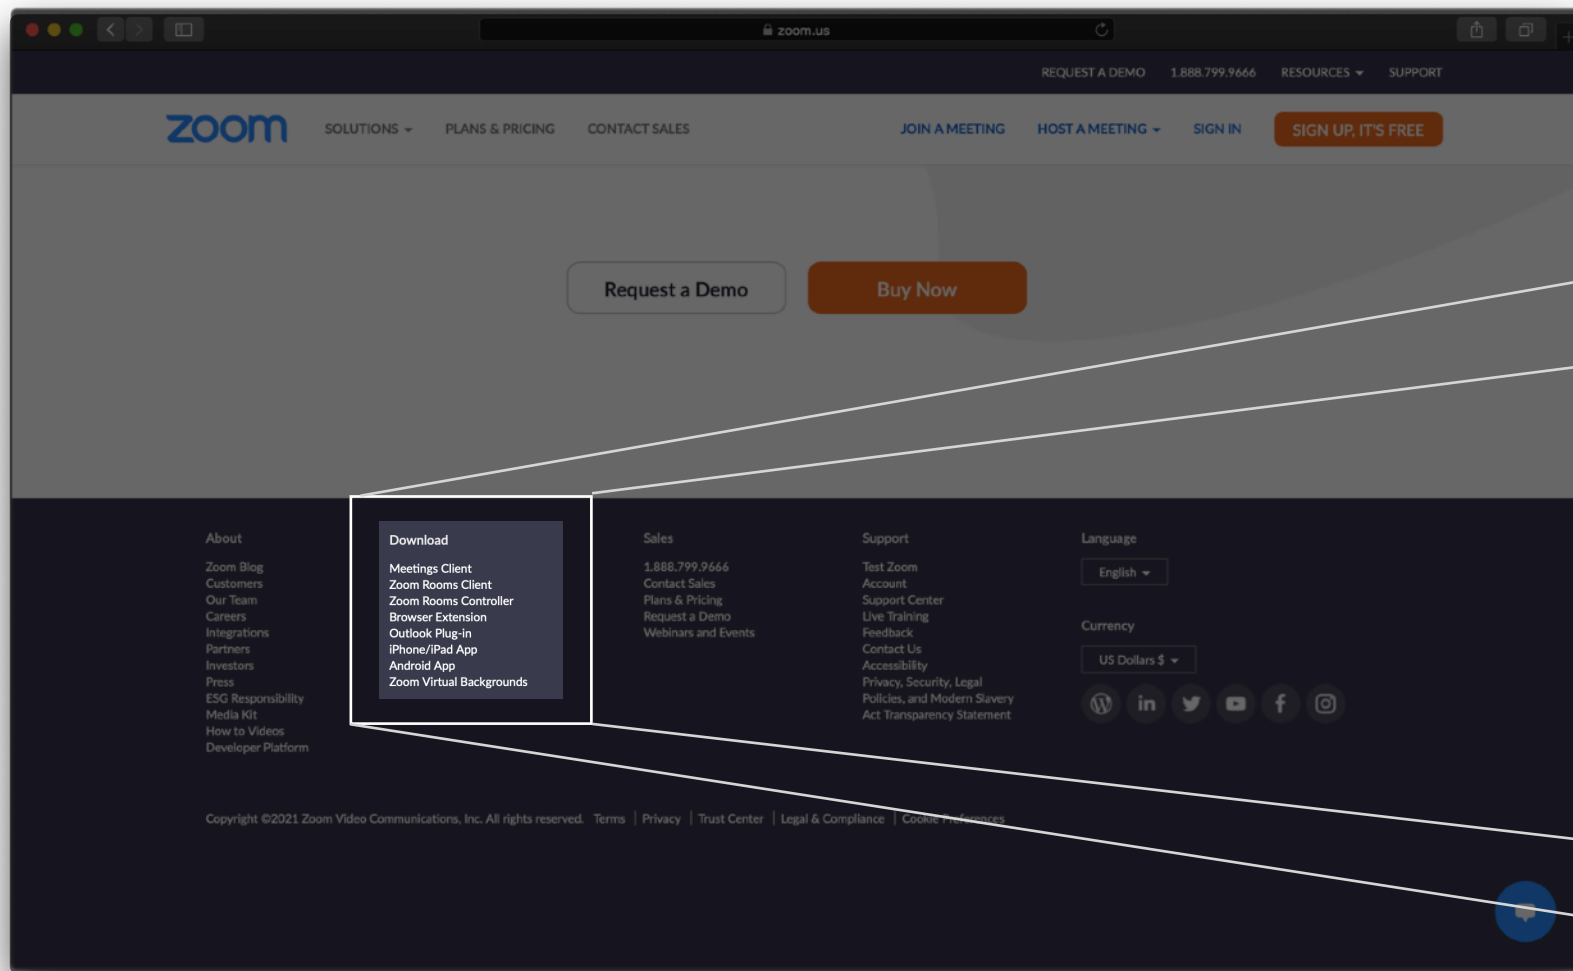 zoom.us
REQUEST A DEMO 1.888.799.9666 RESOURCES SUPPORT
zoom SOLUTIONS PLANS & PRICING CONTACT SALES JOIN A MEETING HOST A MEETING SIGN IN SIGN UP, IT'S FREE
Request a Demo Buy Now
About
Zoom Blog
Customers
Our Team
Careers
Integrations
Partners
Investors
Press
ESG Responsibility
Media Kit
How to Videos
Developer Platform
Download
Meetings Client
Zoom Rooms Client
Zoom Rooms Controller
Browser Extension
Outlook Plug-in
iPhone/iPad App
Android App
Zoom Virtual Backgrounds
Sales
1.888.799.9666
Contact Sales
Plans & Pricing
Request a Demo
Webinars and Events
Support
Test Zoom
Account
Support Center
Live Training
Feedback
Contact Us
Accessibility
Privacy, Security, Legal
Policies, and Modern Slavery
Act Transparency Statement
Language
English
Currency
US Dollars $
in
f
Copyright ©2021 Zoom Video Communications, Inc. All rights reserved. Terms | Privacy | Trust Center | Legal & Compliance | Cookie Preferences